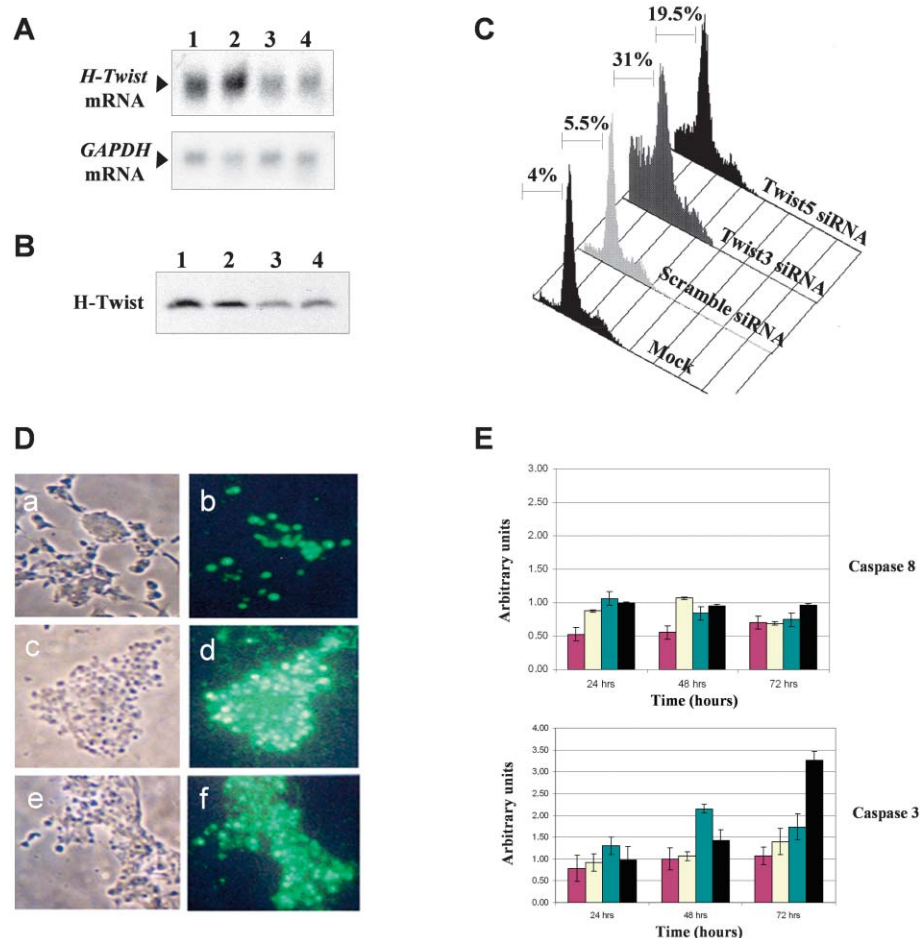 A
1 2 3 4
H-Twist
mRNA
GAPDH
mRNA
B
1 2 3 4
H-Twist
C
19.5%
31%
5.5%
4%
Twist5 siRNA
Twist3 siRNA
Scramble siRNA
Mock
D
a
b
c
d
e
f
E
3.00
2.50
2.00
1.50
1.00
0.50
0.00
Arbitrary units
24 hrs 48 hrs 72 hrs
Time (hours)
Caspase 8
4.00
3.50
3.00
2.50
2.00
1.50
1.00
0.50
0.00
Arbitrary units
24 hrs 48 hrs 72 hrs
Time (hours)
Caspase 3